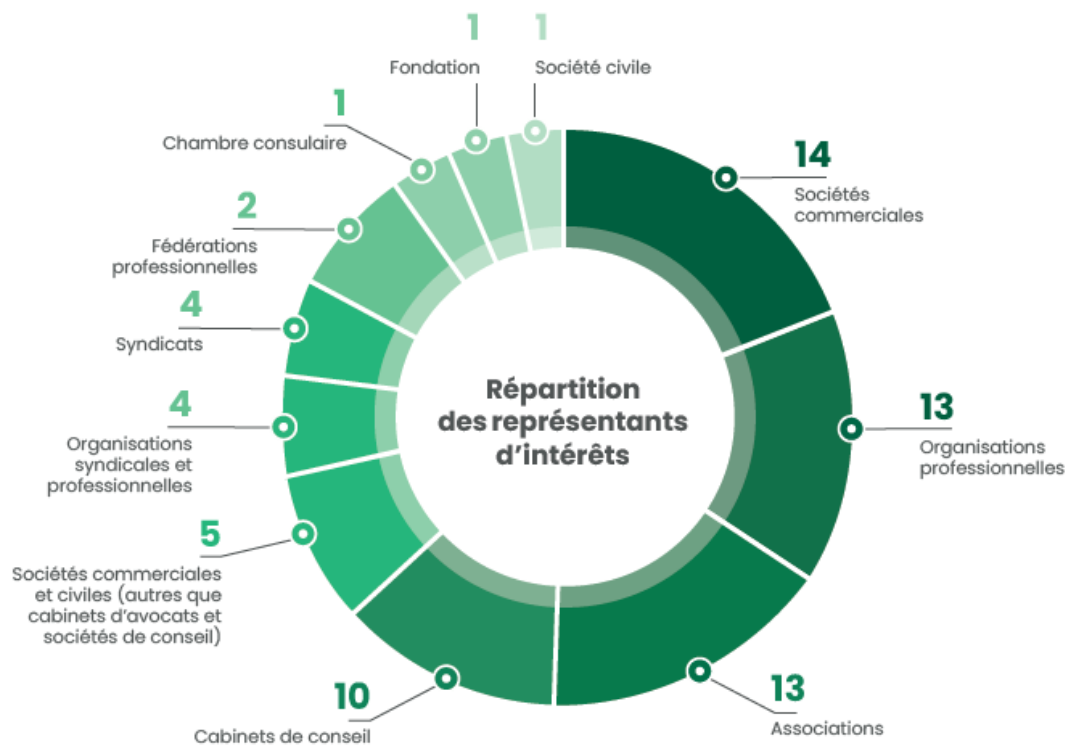 1
Fondation
1
Société civile
1
Chambre consulaire
2
Fédérations
professionnelles
4
Syndicats
4
Organisations
syndicales et
professionnelles
5
Sociétés commerciales
et civiles (autres que
cabinets d'avocats et
sociétés de conseil)
10
Cabinets de conseil
13
Associations
13
Organisations
professionnelles
14
Sociétés
commerciales
Répartition
des représentants
d'intérêts